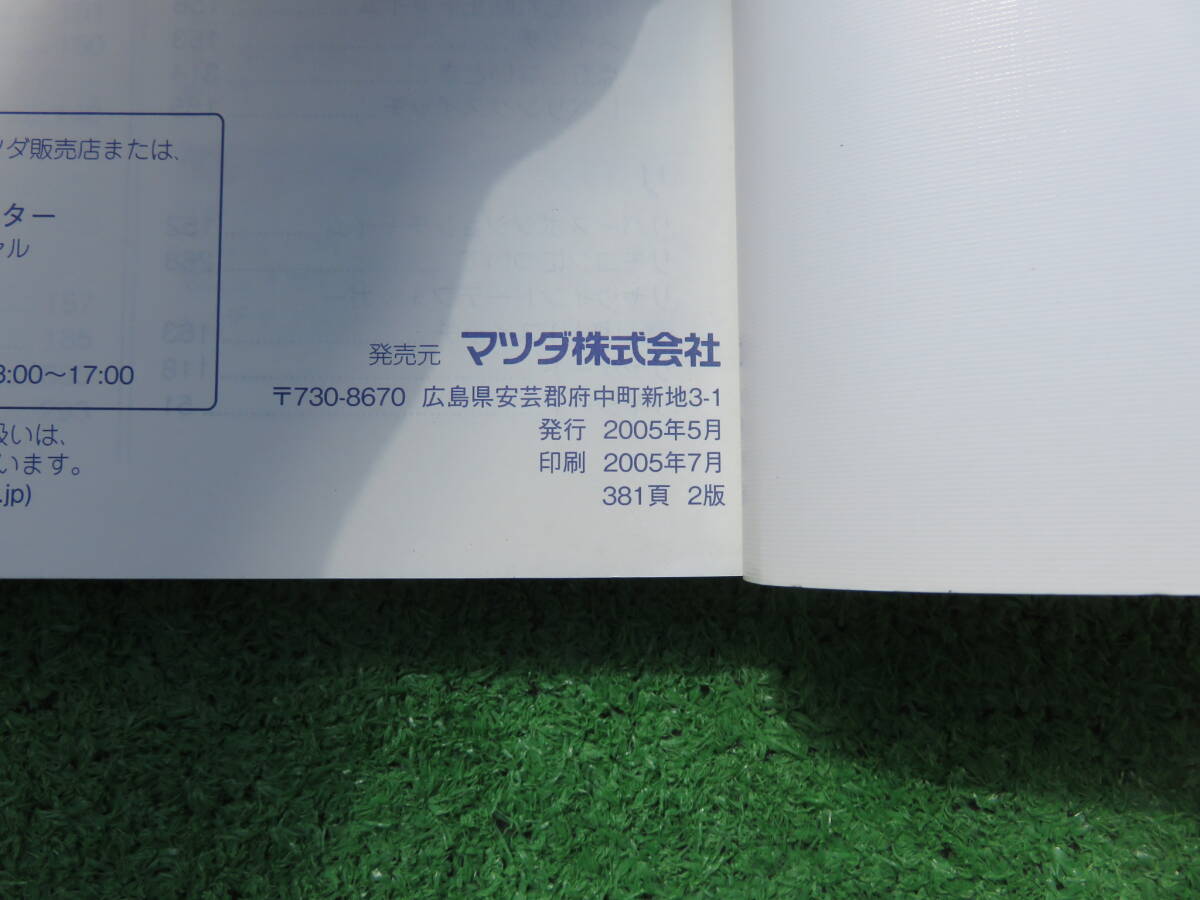 ツダ販売店または、
ター
ャル
:00～17:00
扱いは、
います。
.jp)
発売元 マツダ株式会社
〒730-8670 広島県安芸郡府中町新地3-1
発行 2005年5月
印刷 2005年7月
381頁 2版